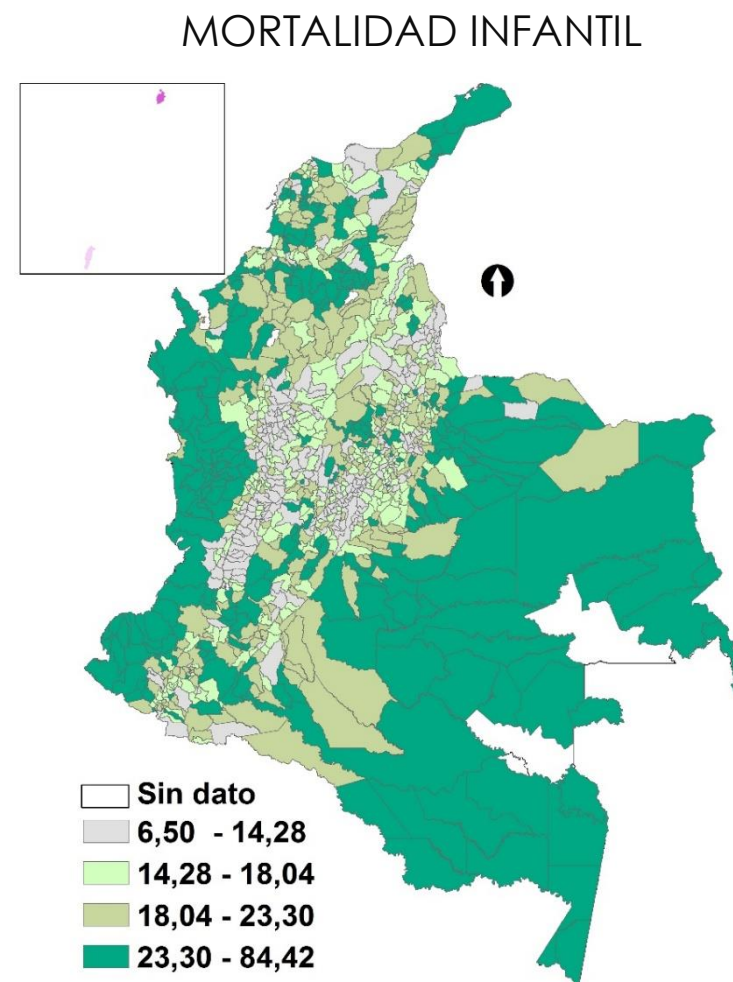 MORTALIDAD INFANTIL
Sin dato
6,50 - 14,28
14,28 - 18,04
18,04 - 23,30
23,30 - 84,42